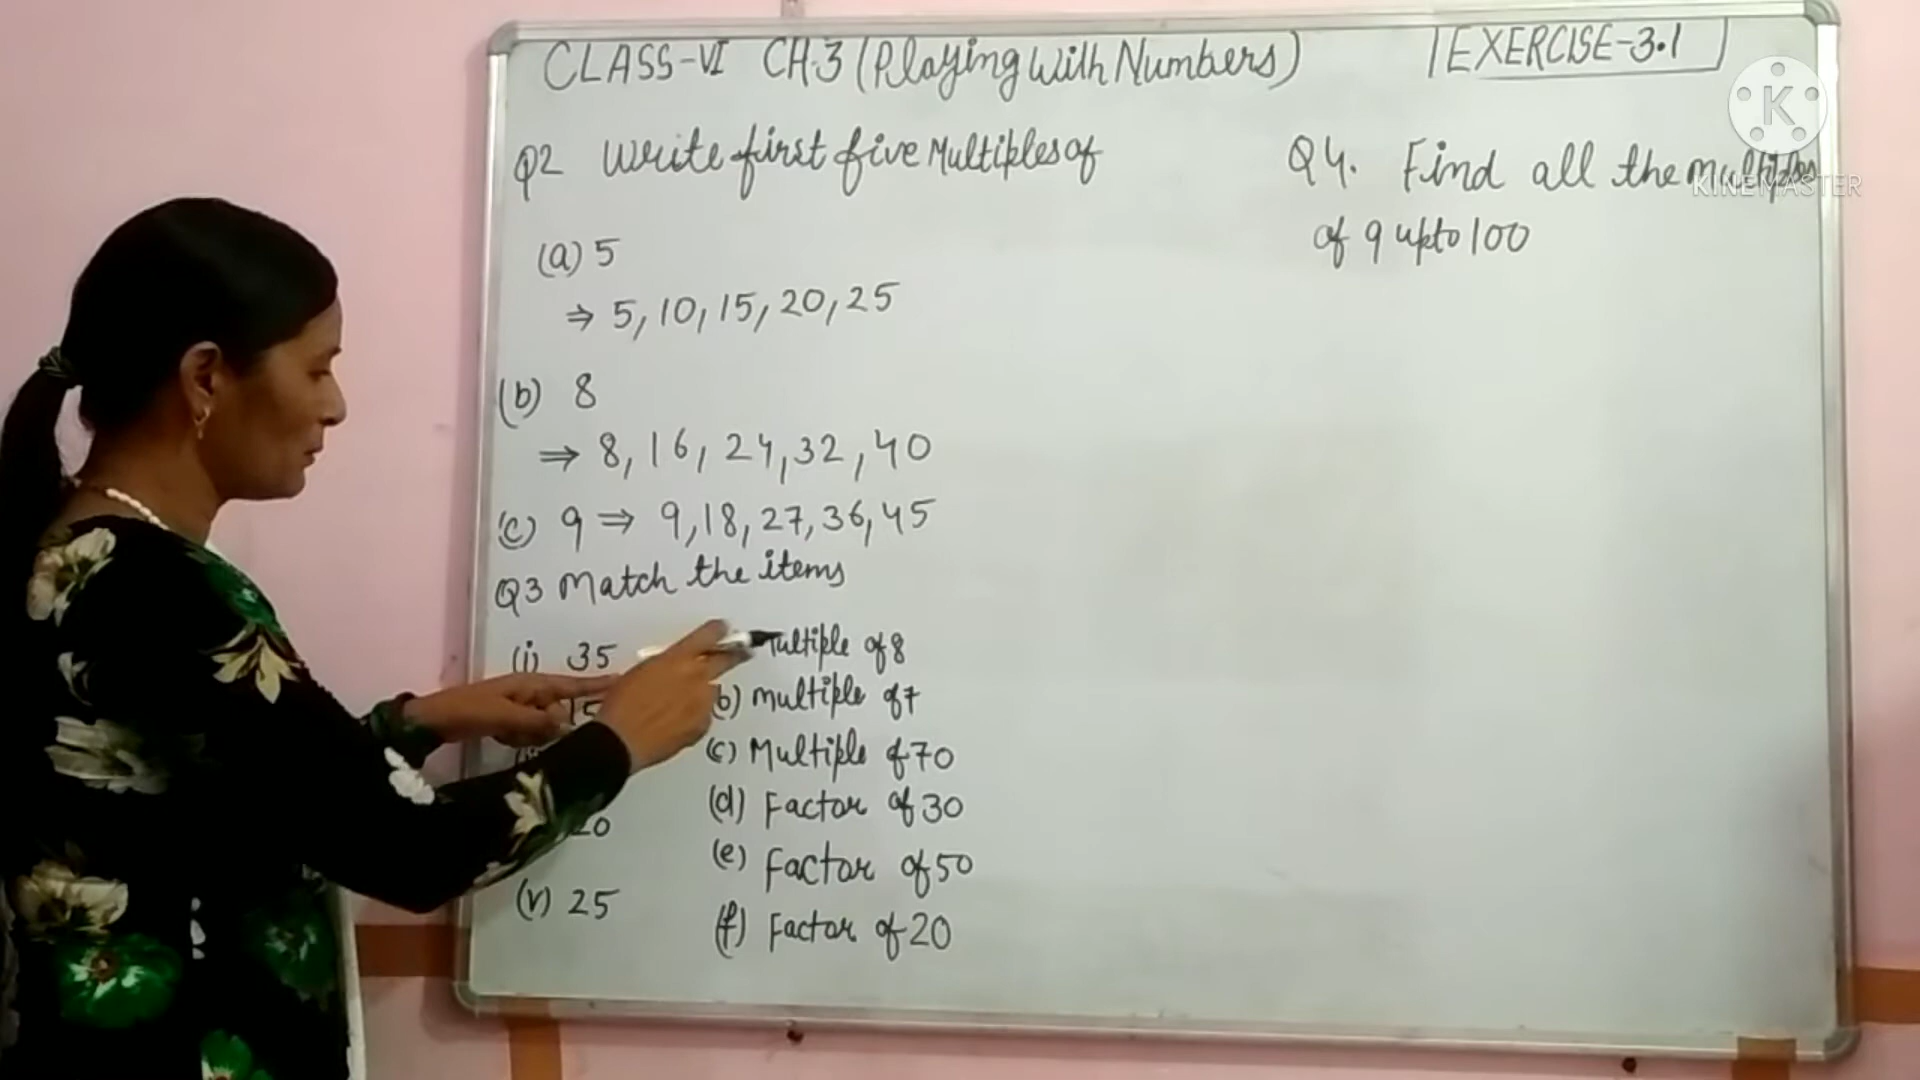 CLASS-VI CH.3 (Playing With Numbers)
EXERCISE-3.1
Q2 Write first five Multiples of
(a) 5
⇒ 5, 10, 15, 20, 25
(b) 8
⇒ 8, 16, 24, 32, 40
(c) 9 ⇒ 9, 18, 27, 36, 45
Q3 Match the items
(i) 35
Multiple of 8
15
(b) multiple of 7
(c) Multiple of 70
20
(d) Factor of 30
(e) Factor of 50
(v) 25
(f) Factor of 20
Q4. Find all the multiples
of 9 upto 100
K
KINEMASTER